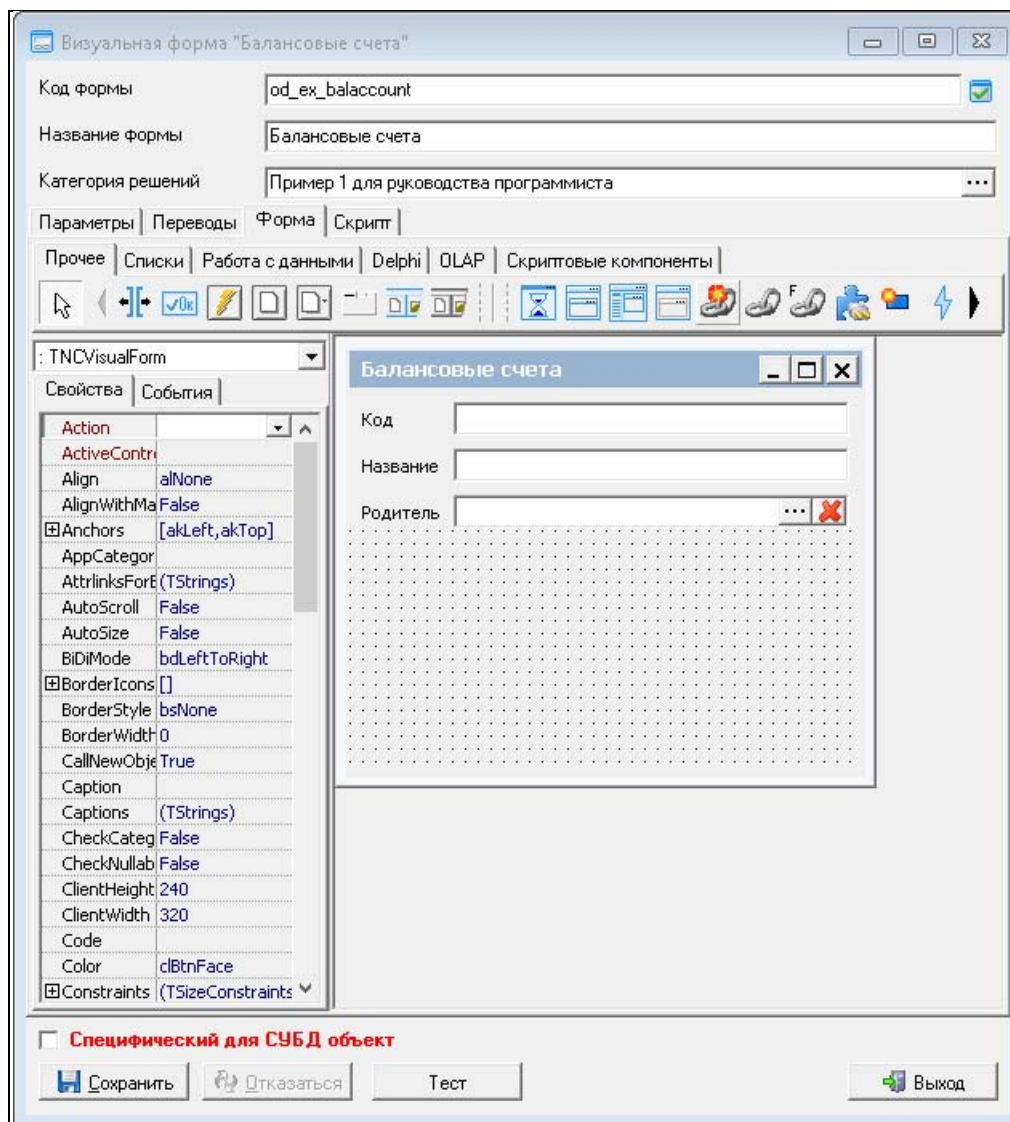 Визуальная форма "Балансовые счета"
Код формы od_ex_balaccount
Название формы Балансовые счета
Категория решений Пример 1 для руководства программиста ...
Параметры Переводы Форма Скрипт
Прочее Списки Работа с данными Delphi OLAP Скриптовые компоненты
: TNCVisualForm
Свойства События
Action
ActiveContr
Align alNone
AlignWithMa False
Anchors [akLeft,akTop]
AppCategor
AttrlinksForE (TStrings)
AutoScroll False
AutoSize False
BiDiMode bdLeftToRight
BorderIcons []
BorderStyle bsNone
BorderWidth 0
CallNewObje True
Caption
Captions (TStrings)
CheckCateg False
CheckNullab False
ClientHeight 240
ClientWidth 320
Code
Color clBtnFace
Constraints (TSizeConstraints
Балансовые счета
Код
Название
Родитель ...
Специфический для СУБД объект
Сохранить Отказаться Тест Выход